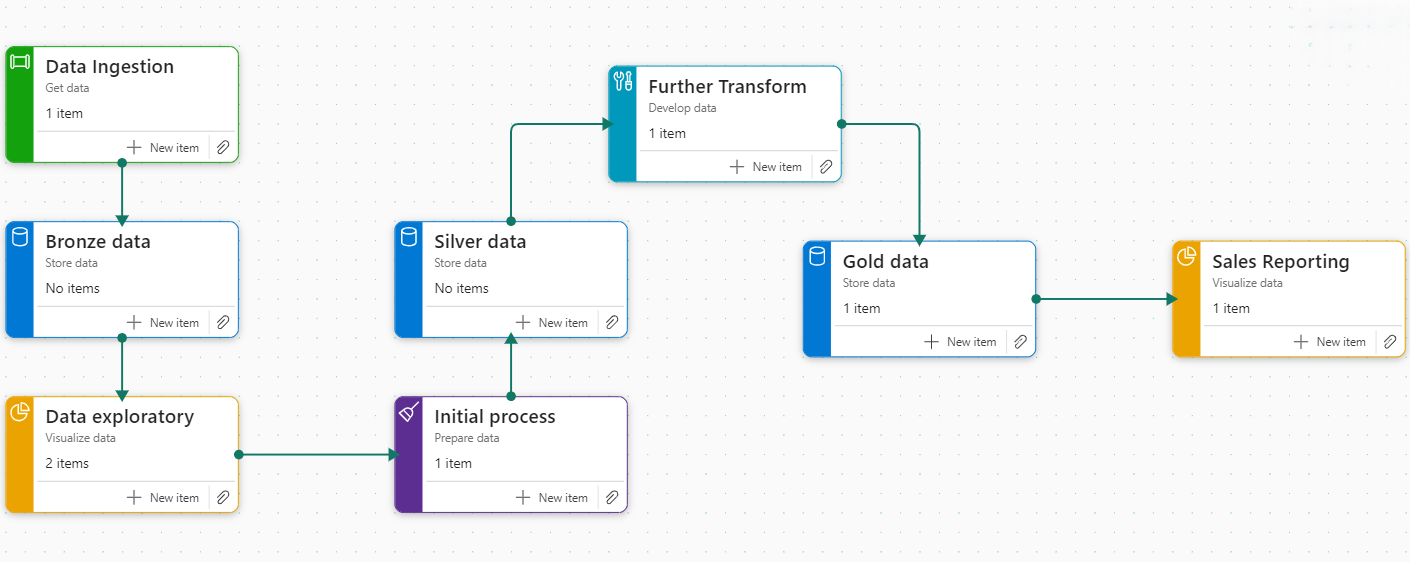 Data Ingestion
Get data
1 item
New item
Bronze data
Store data
No items
New item
Data exploratory
Visualize data
2 items
New item
Initial process
Prepare data
1 item
New item
Silver data
Store data
No items
New item
Further Transform
Develop data
1 item
New item
Gold data
Store data
1 item
New item
Sales Reporting
Visualize data
1 item
New item